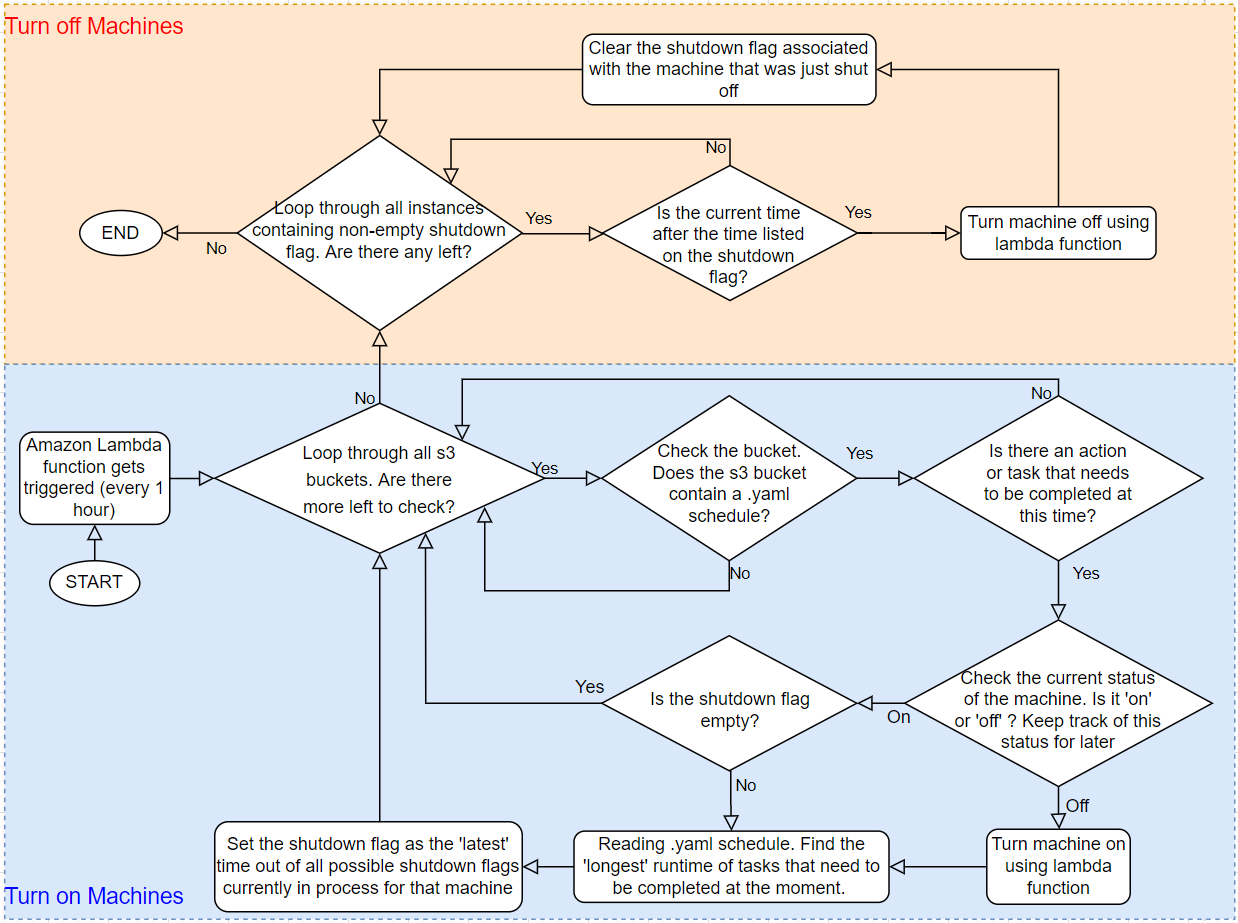 Turn off Machines
Clear the shutdown flag associated
with the machine that was just shut
off
No
Loop through all instances
containing non-empty shutdown
flag. Are there any left?
END
No
Yes
Is the current time
after the time listed
on the shutdown
flag?
Yes
Turn machine off using
lambda function
No
Amazon Lambda
function gets
triggered (every 1
hour)
START
Loop through all s3
buckets. Are there
more left to check?
Yes
Check the bucket.
Does the s3 bucket
contain a .yaml
schedule?
Yes
No
No
Is there an action
or task that needs
to be completed at
this time?
Yes
Check the current status
of the machine. Is it 'on'
or 'off' ? Keep track of this
status for later
On
Is the shutdown flag
empty?
Yes
No
Off
Turn machine on
using lambda
function
Reading .yaml schedule. Find the
'longest' runtime of tasks that need to
be completed at the moment.
Set the shutdown flag as the 'latest'
time out of all possible shutdown flags
currently in process for that machine
Turn on Machines